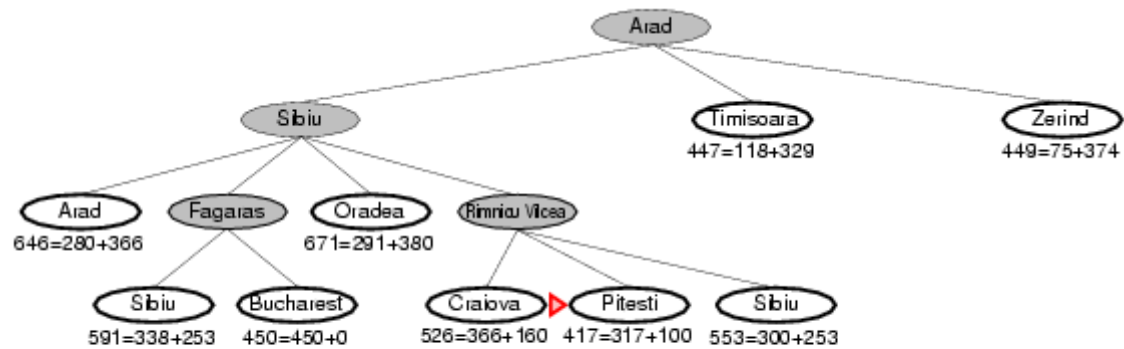 Arad
Sibiu
Timisoara
Zerind
447=118+329
449=75+374
Arad
Fagaras
Oradea
Rimnicu Vilcea
646=280+366
671=291+380
Sibiu
Bucharest
Craiova
Pitesti
Sibiu
591=338+253
450=450+0
526=366+160
417=317+100
553=300+253